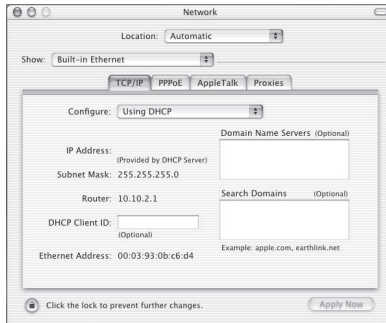 Network
Location: Automatic
Show: Built-in Ethernet
TCP/IP PPPoE AppleTalk Proxies
Configure: Using DHCP
Domain Name Servers (Optional)
IP Address:
(Provided by DHCP Server)
Subnet Mask: 255.255.255.0
Router: 10.10.2.1
Search Domains (Optional)
DHCP Client ID:
(Optional)
Example: apple.com, earthlink.net
Ethernet Address: 00:03:93:0b:c6:d4
Click the lock to prevent further changes.
Apply Now